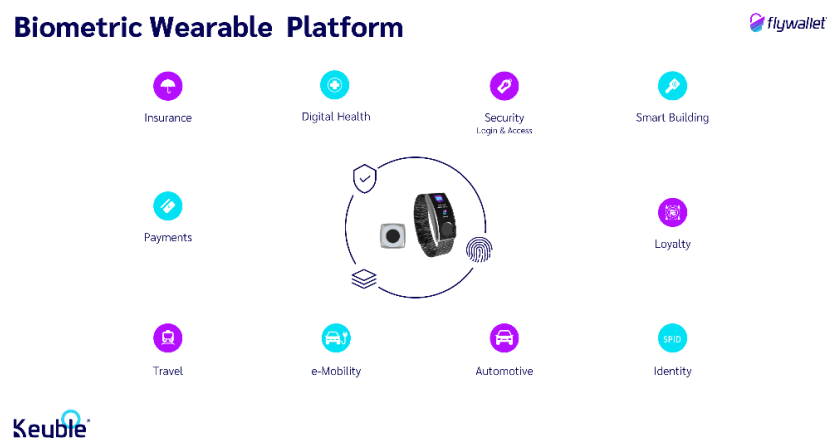 Biometric Wearable Platform
flywallet
Insurance
Digital Health
Security
Login & Access
Smart Building
Payments
Loyalty
Travel
e-Mobility
Automotive
SPID
Identity
Keyble